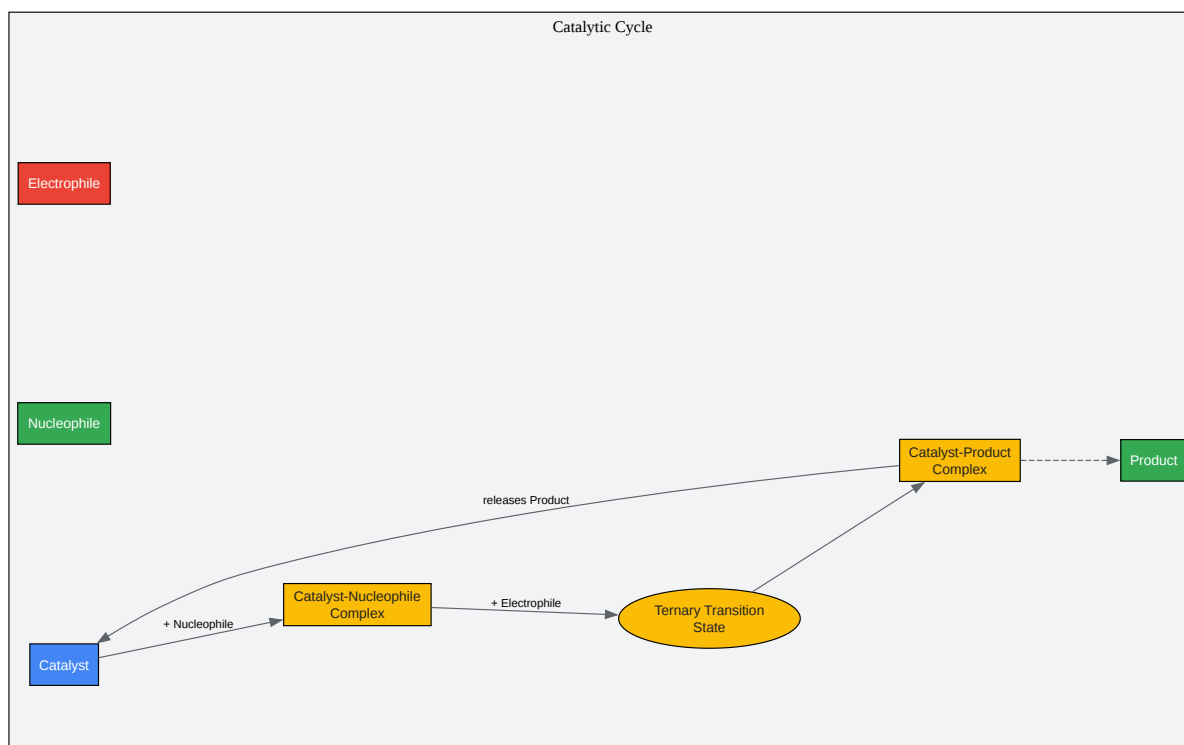 Catalytic Cycle
Electrophile
Nucleophile
Catalyst-Product
Complex
Product
releases Product
Catalyst-Nucleophile
Complex
+ Electrophile
Ternary Transition
State
+ Nucleophile
Catalyst